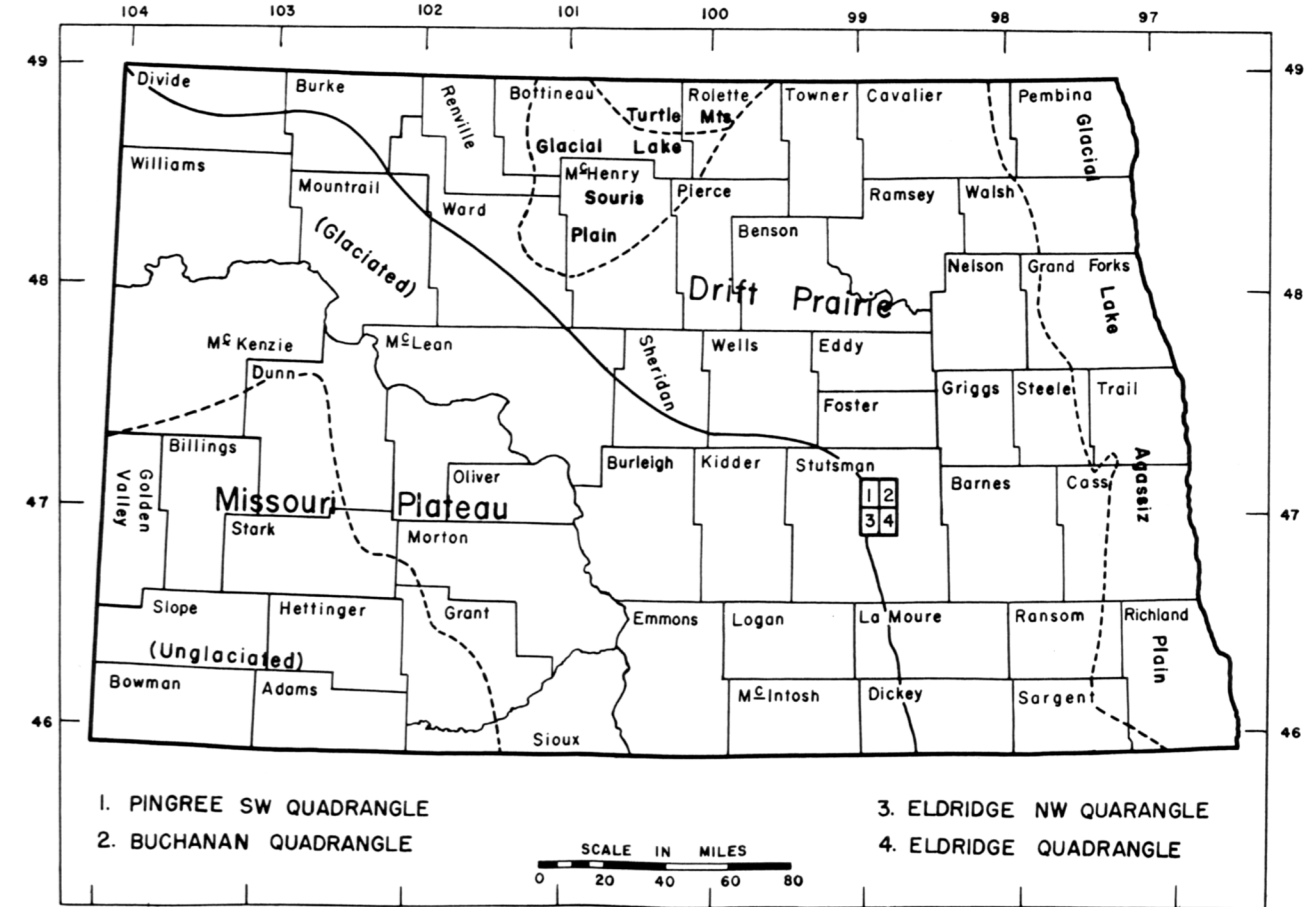 104 103 102 101 100 99 98 97
49 49
Divide Burke Renville Bottineau Rolette Towner Cavalier Pembina
Turtle Mts.
Glacial Lake
Glacial
Williams Mountrail Ward McHenry Pierce Ramsey Walsh
Souris
(Glaciated)
Plain
Benson
Nelson Grand Forks
48 48
Drift Prairie
Lake
McKenzie McLean Sheridan Wells Eddy
Dunn
Foster Griggs Steele Trail
Billings Oliver Burleigh Kidder Stutsman Barnes Cass
Agassiz
Golden Valley
47 47
Missouri Plateau
1 2
3 4
Stark Morton
Slope Hettinger Grant Emmons Logan La Moure Ransom Richland
Plain
(Unglaciated)
Bowman Adams Sioux McIntosh Dickey Sargent
46 46
1. PINGREE SW QUADRANGLE
2. BUCHANAN QUADRANGLE
3. ELDRIDGE NW QUARANGLE
4. ELDRIDGE QUADRANGLE
SCALE IN MILES
0 20 40 60 80